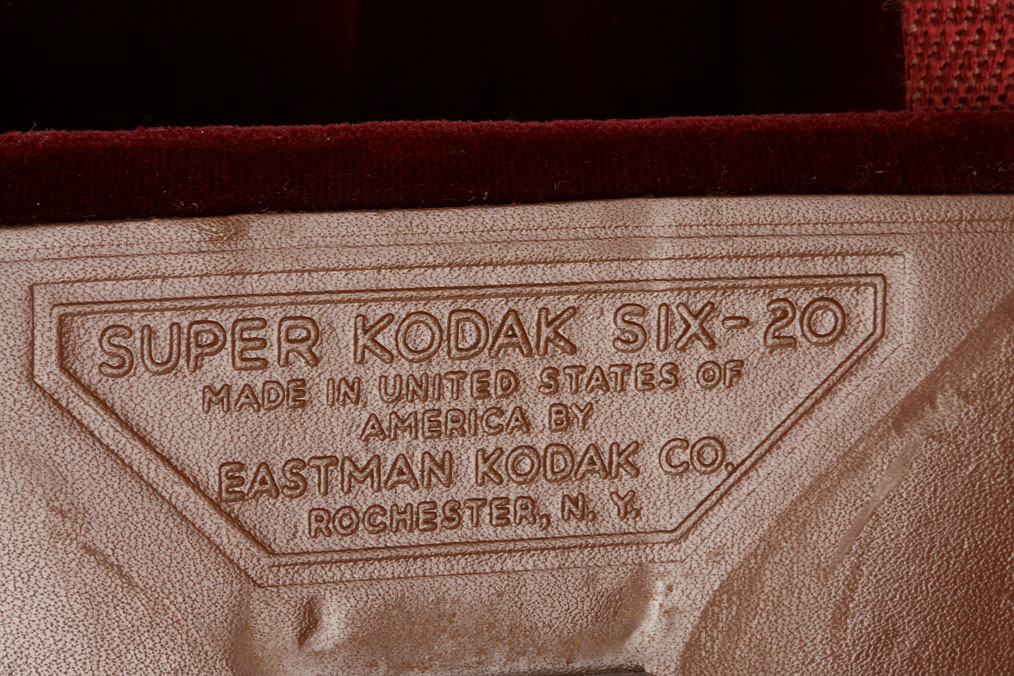 SUPER KODAK SIX-20
MADE IN UNITED STATES OF
AMERICA BY
EASTMAN KODAK CO.
ROCHESTER, N. Y.